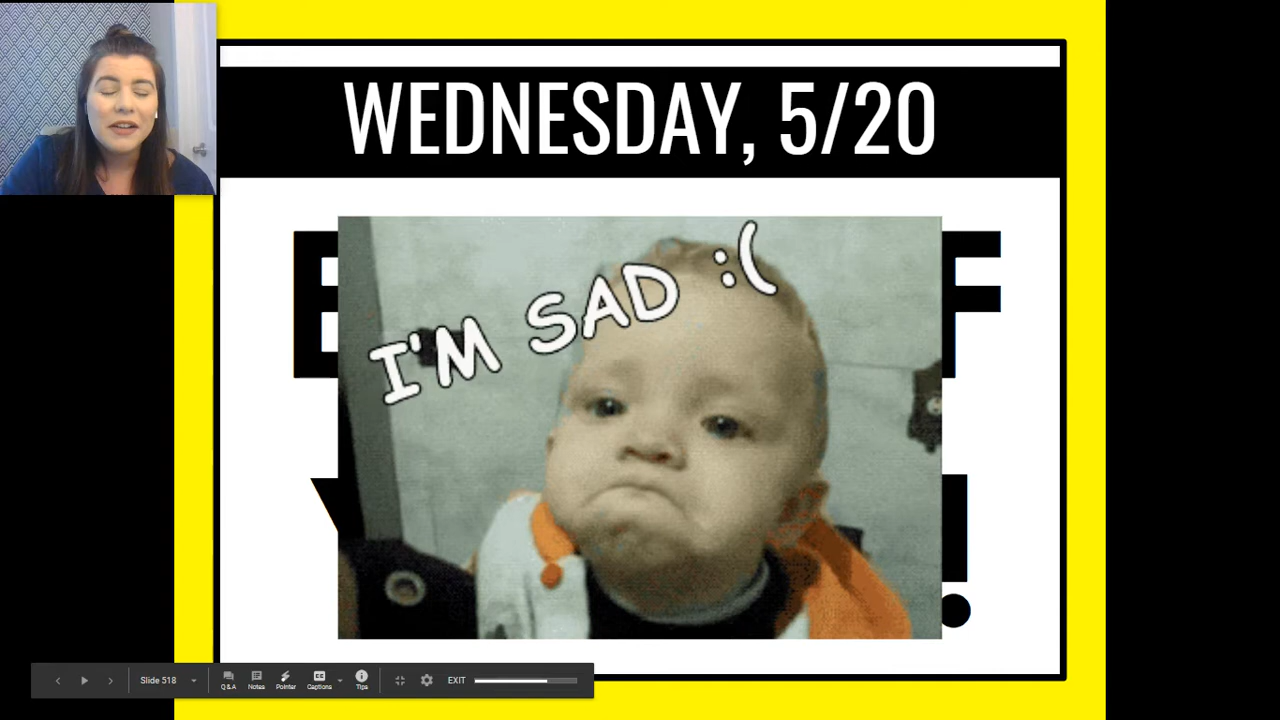 WEDNESDAY, 5/20
I'M SAD :(
Slide 518
Q&A
Notes
Pointer
Captions
Tips
EXIT